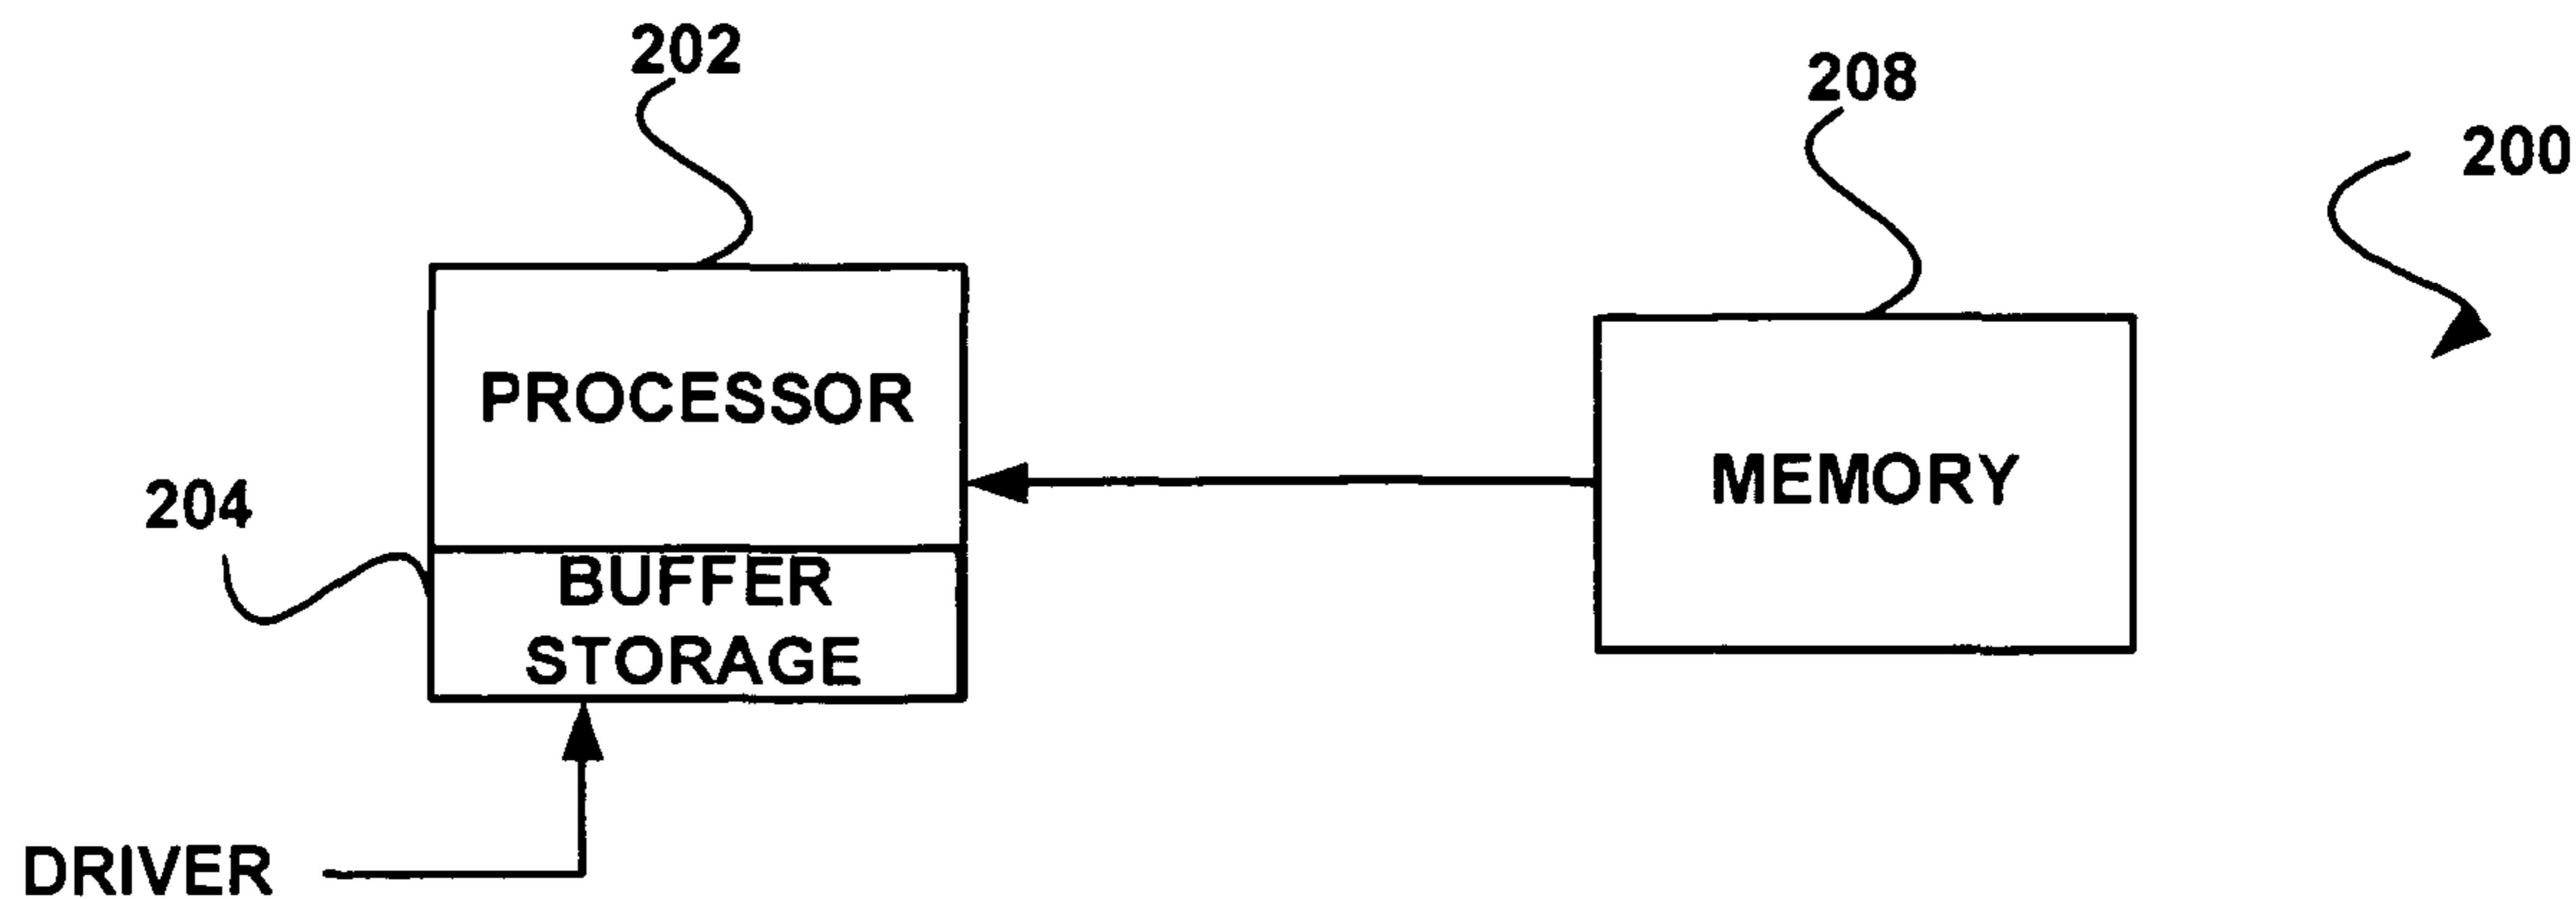 202
208
200
PROCESSOR
MEMORY
204
BUFFER
STORAGE
DRIVER